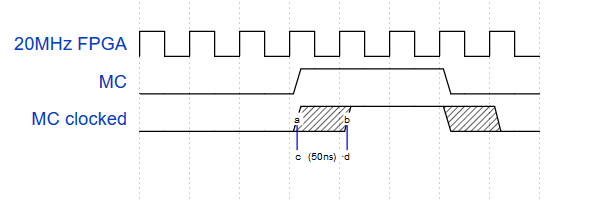 20MHz FPGA
MC
MC clocked
a b
c (50ns) d